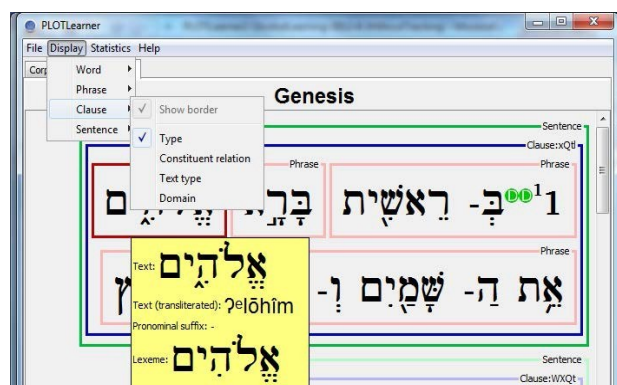 PLOTLearner
File Display Statistics Help
Word
Phrase
Clause
Sentence
Show border
Type
Constituent relation
Text type
Domain
Genesis
Sentence
Clause:xQtl
Phrase Phrase
1 1 בְּ- רֵאשִׁ֖ית
Phrase
אֵ֥ת הַ- שָּׁמַ֖יִם וְ-
Text: אֱלֹהִ֑ים
Text (transliterated): ʔᵉlōhîm
Pronominal suffix: -
Lexeme: אֱלֹהִים
Sentence
Clause:WXQt